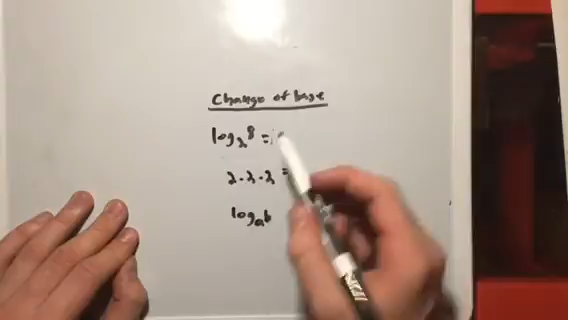 Change of base
log₂8 =
2 · 2 · 2 =
logₐb